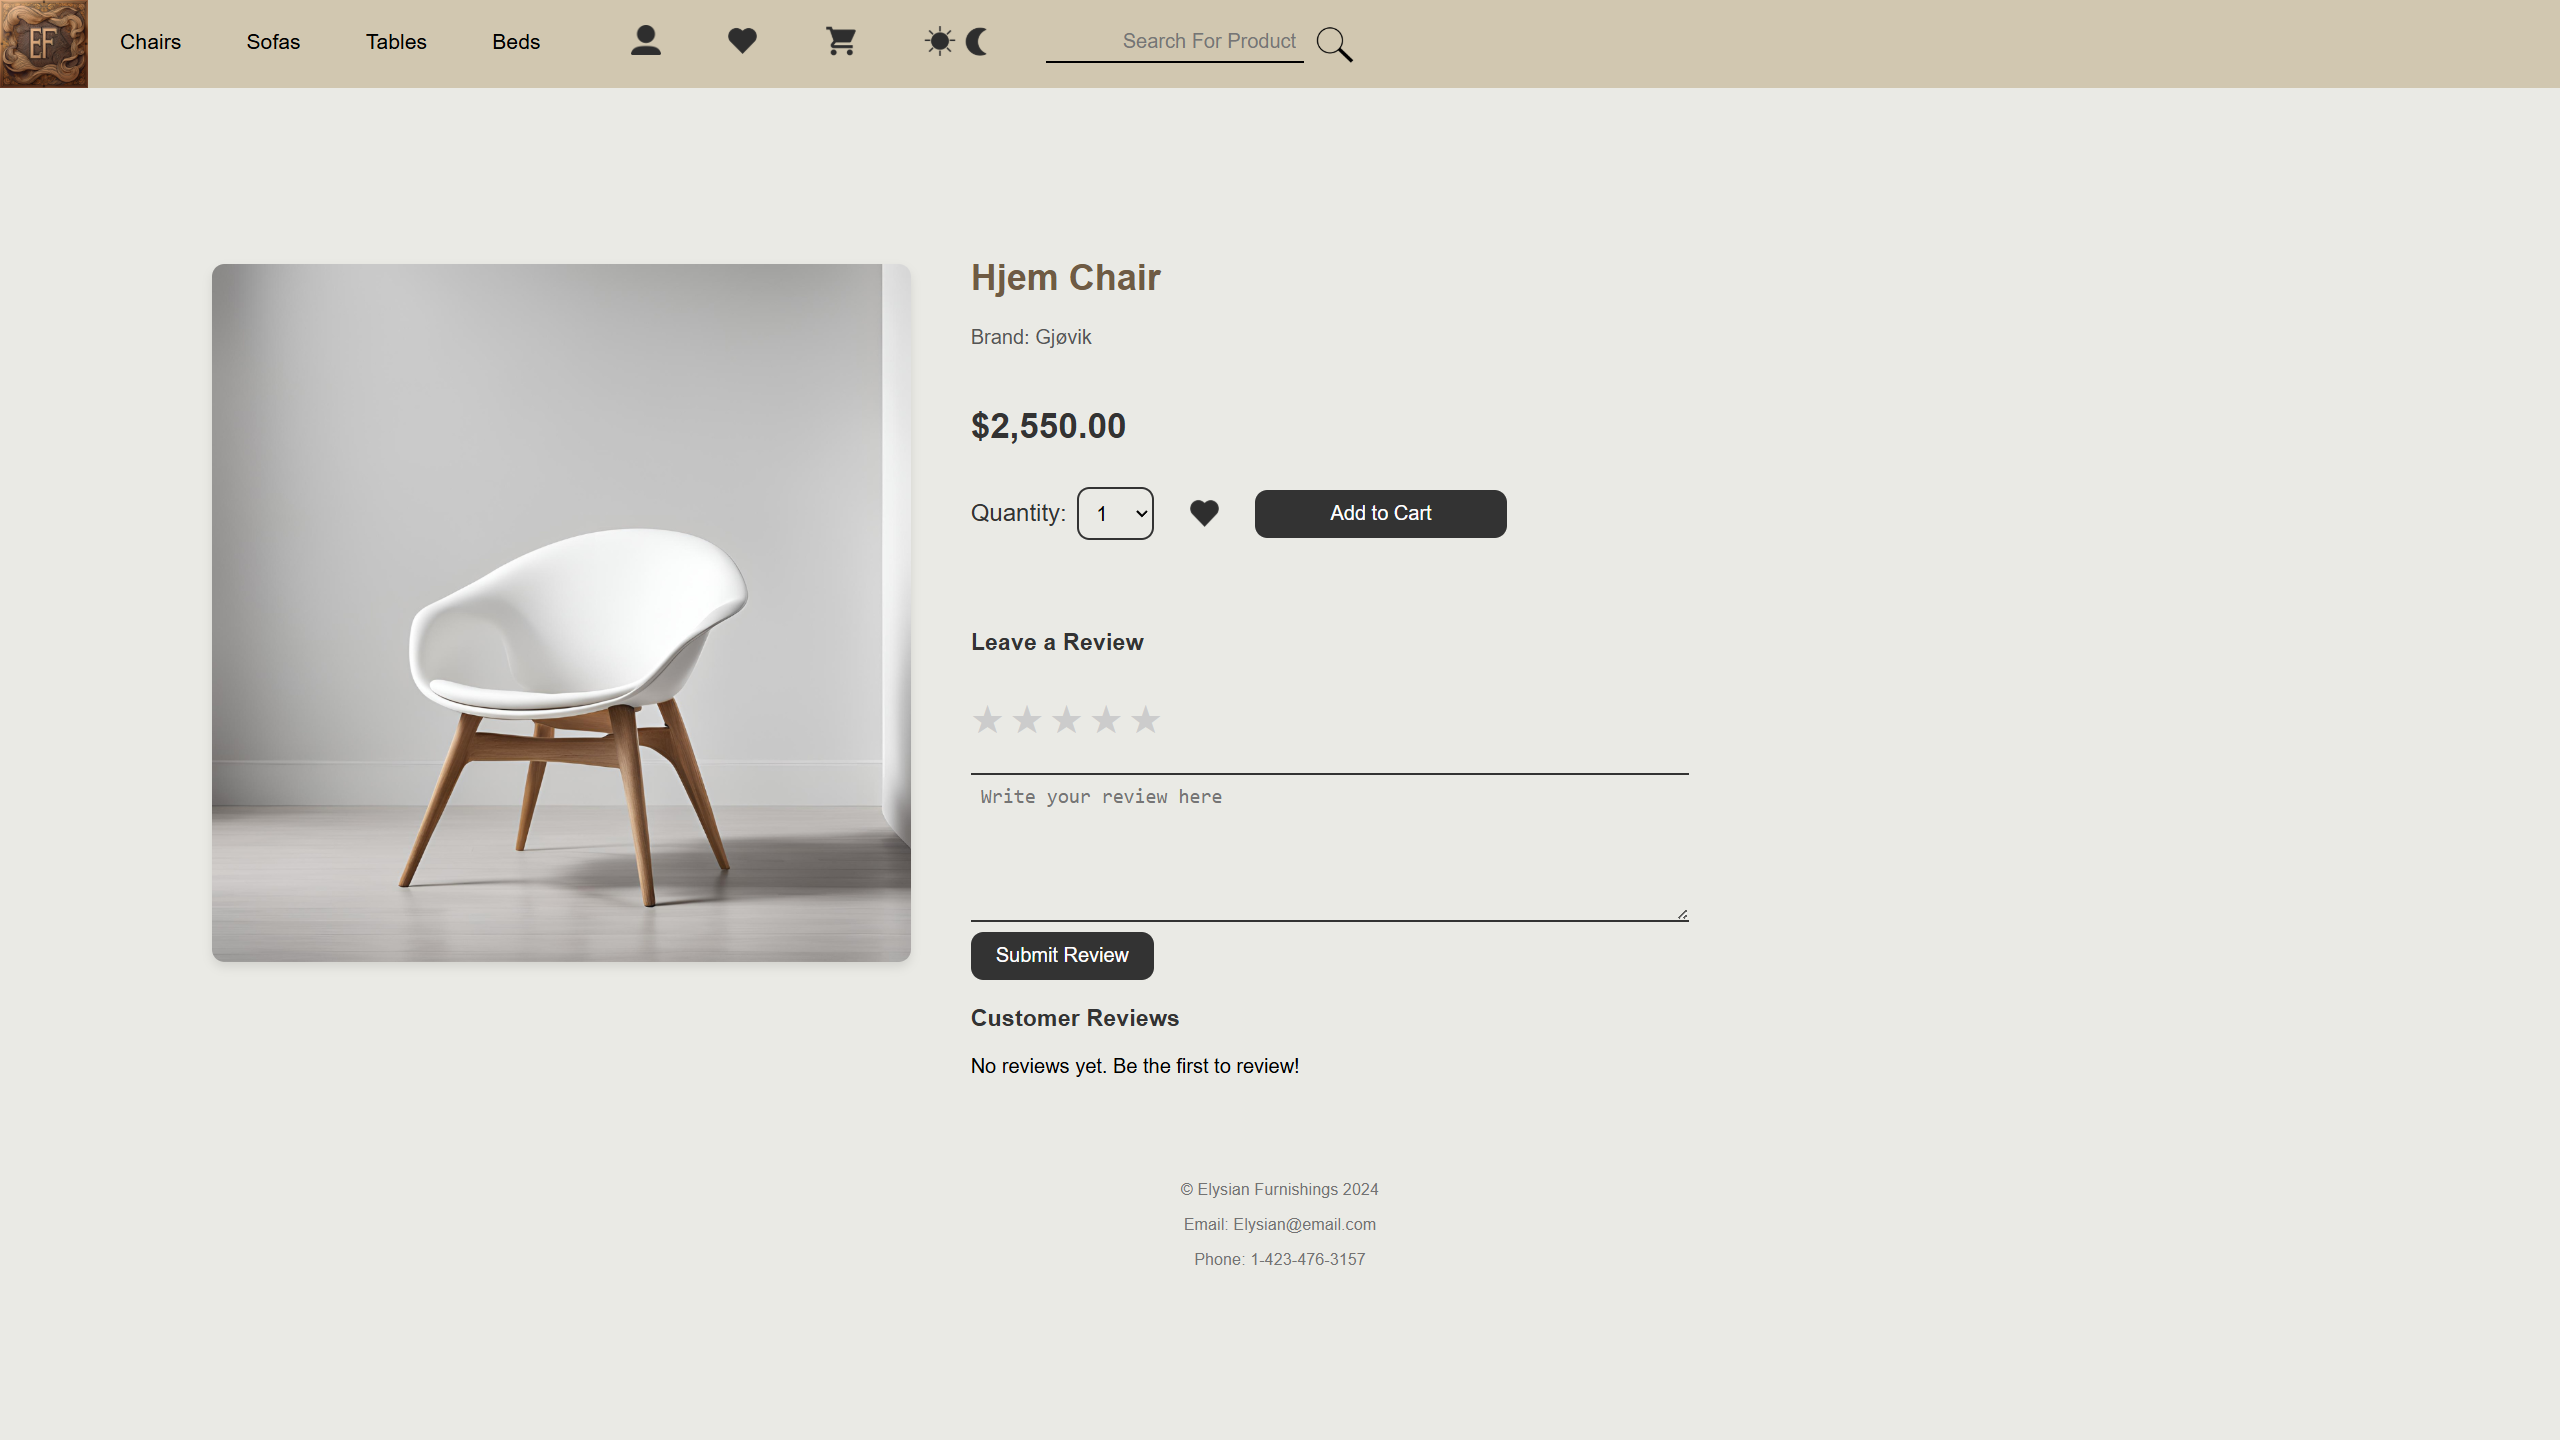 EF
Chairs
Sofas
Tables
Beds
Search For Product
Hjem Chair
Brand: Gjøvik
$2,550.00
Quantity: 1
Add to Cart
Leave a Review
Write your review here
Submit Review
Customer Reviews
No reviews yet. Be the first to review!
© Elysian Furnishings 2024
Email: Elysian@email.com
Phone: 1-423-476-3157